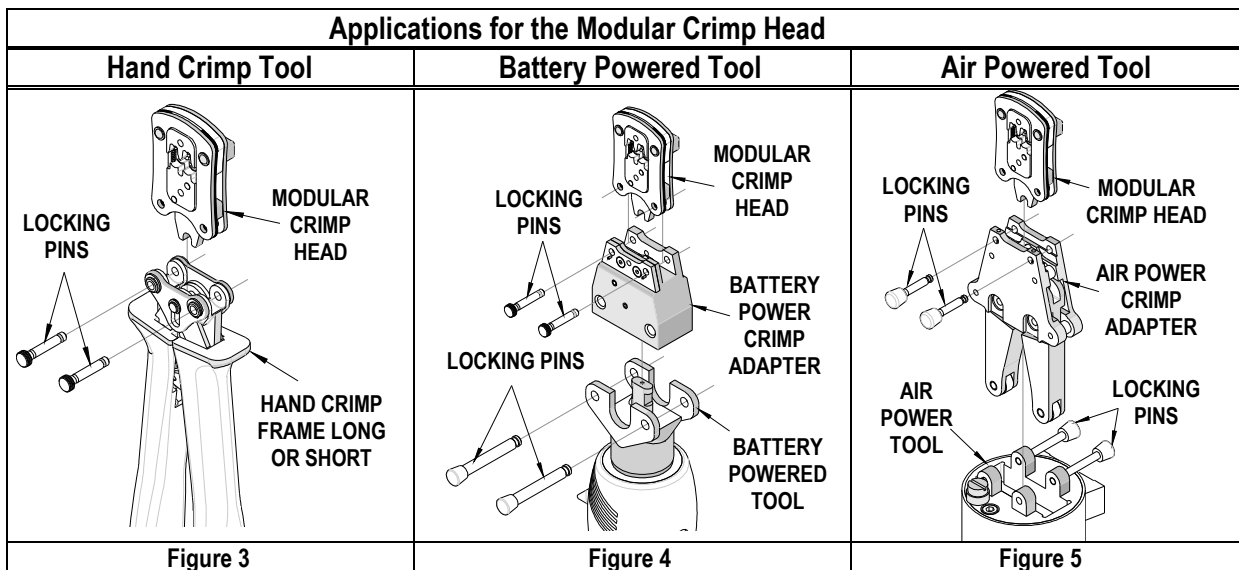 Applications for the Modular Crimp Head
Hand Crimp Tool
Battery Powered Tool
Air Powered Tool
LOCKING
PINS
MODULAR
CRIMP
HEAD
HAND CRIMP
FRAME LONG
OR SHORT
LOCKING
PINS
MODULAR
CRIMP
HEAD
BATTERY
POWER
CRIMP
ADAPTER
LOCKING PINS
BATTERY
POWERED
TOOL
LOCKING
PINS
MODULAR
CRIMP HEAD
AIR POWER
CRIMP
ADAPTER
AIR
POWER
TOOL
LOCKING
PINS
Figure 3
Figure 4
Figure 5